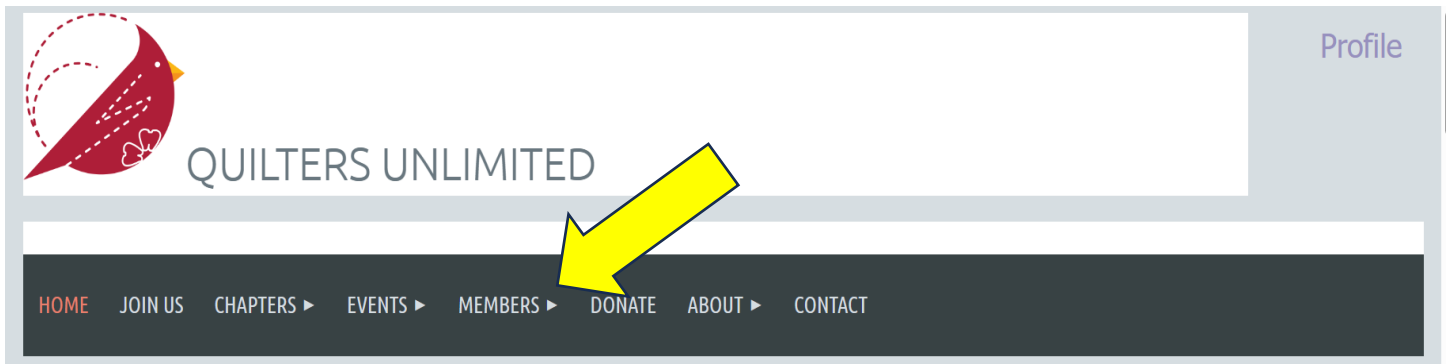 Profile
QUILTERS UNLIMITED
HOME JOIN US CHAPTERS ► EVENTS ► MEMBERS ► DONATE ABOUT ► CONTACT